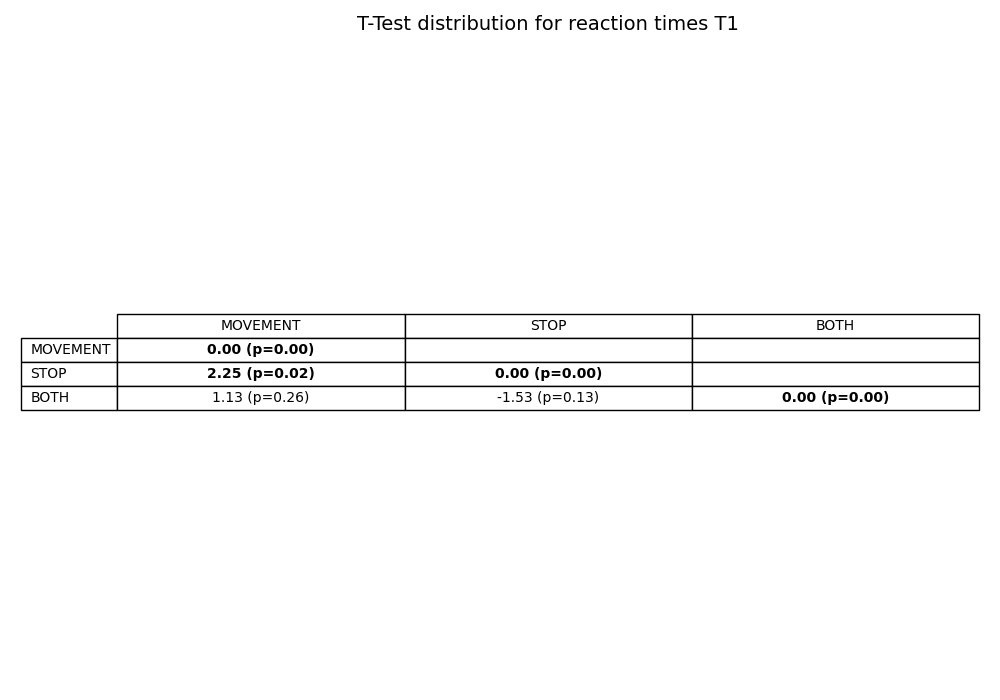 T-Test distribution for reaction times T1
MOVEMENT STOP BOTH
MOVEMENT 0.00 (p=0.00)
STOP 2.25 (p=0.02) 0.00 (p=0.00)
BOTH 1.13 (p=0.26) -1.53 (p=0.13) 0.00 (p=0.00)